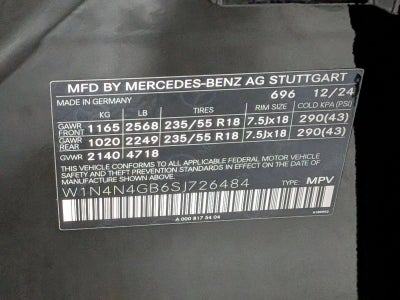 MFD BY MERCEDES-BENZ AG STUTTGART
MADE IN GERMANY 696 12/24
KG LB TIRES RIM SIZE COLD KPA (PSI)
GAWR FRONT 1165 2568 235/55 R18 7.5Jx18 290(43)
GAWR REAR 1020 2249 235/55 R18 7.5Jx18 290(43)
GVWR 2140 4718
THIS VEHICLE CONFORMS TO ALL APPLICABLE U.S. FEDERAL MOTOR VEHICLE
SAFETY AND THEFT PREVENTION STANDARDS IN EFFECT ON THE DATE OF
MANUFACTURE SHOWN ABOVE.
W1N4N4GB6SJ726484 TYPE: MPV
A 000 817 54 04